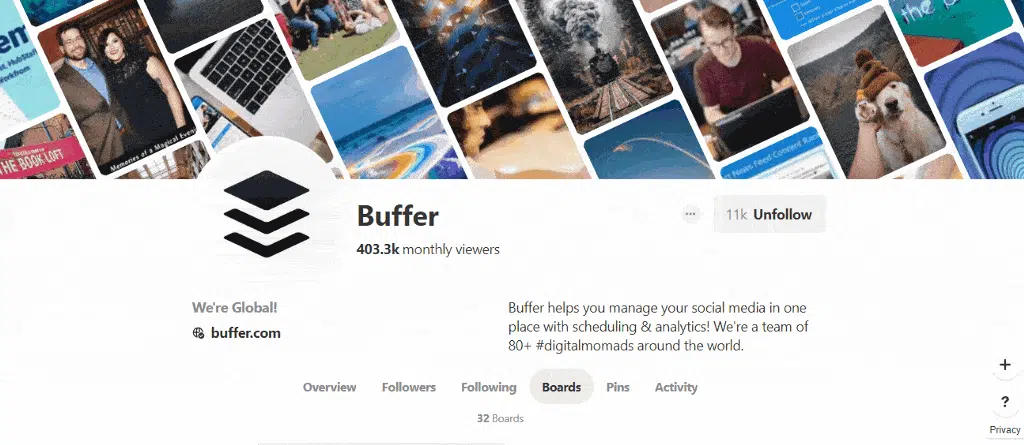 THE BOOK LOFT
Memories of a Magical Even
Buffer
403.3k monthly viewers
11k Unfollow
We're Global!
buffer.com
Buffer helps you manage your social media in one
place with scheduling & analytics! We're a team of
80+ #digitalmomads around the world.
Overview Followers Following Boards Pins Activity
32 Boards
+
?
Privacy